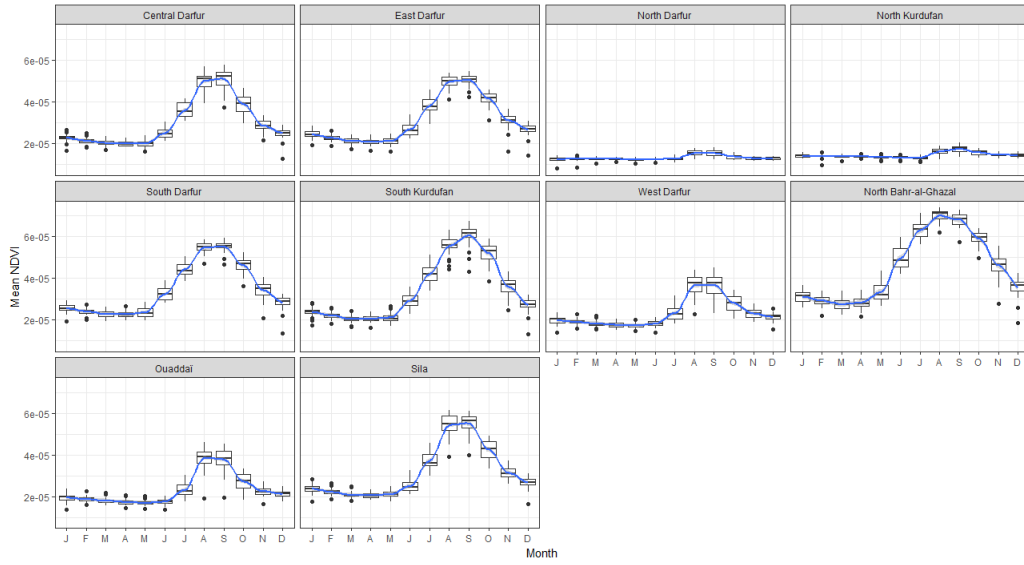 Central Darfur East Darfur North Darfur North Kurdufan
6e-05
4e-05
2e-05
South Darfur South Kurdufan West Darfur North Bahr-al-Ghazal
Mean NDVI
6e-05
4e-05
2e-05
J F M A M J J A S O N D J F M A M J J A S O N D
Ouaddaï Sila
6e-05
4e-05
2e-05
J F M A M J J A S O N D J F M A M J J A S O N D
Month